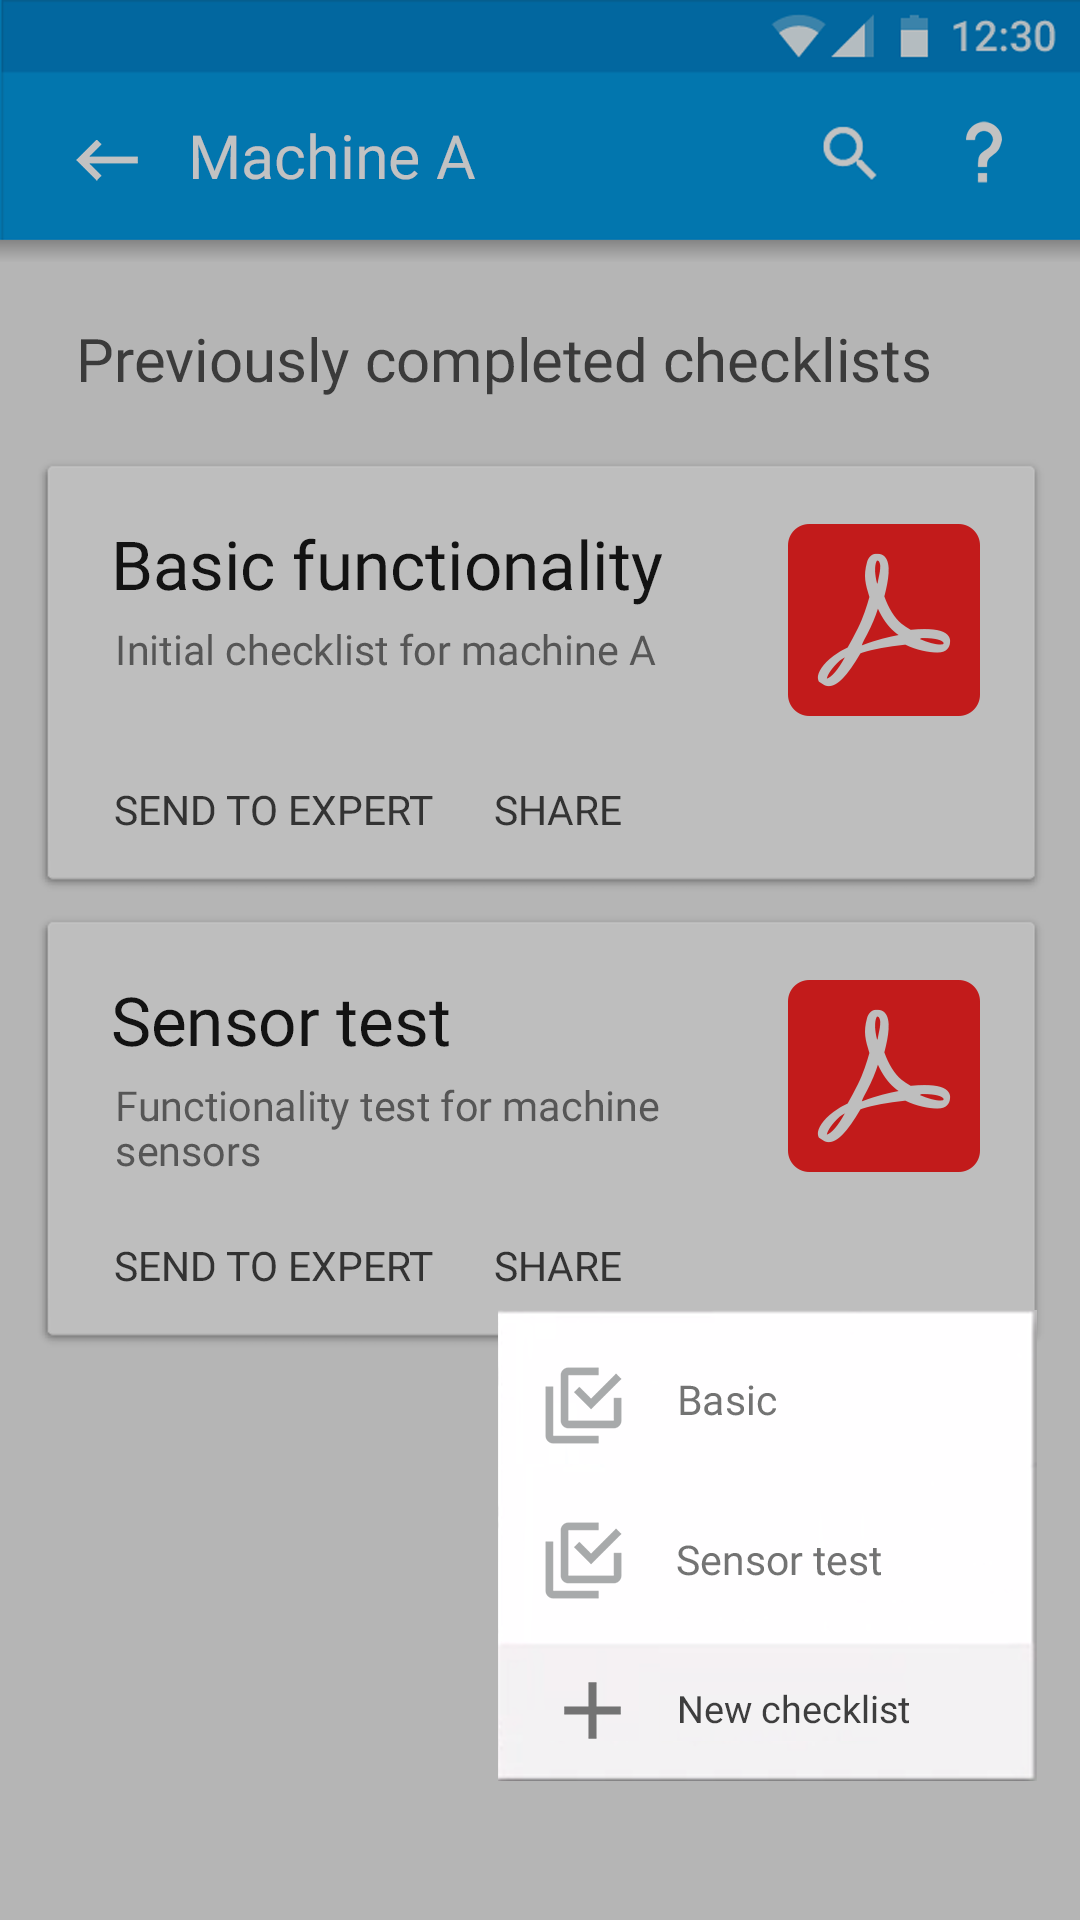 12:30
Machine A
?
Previously completed checklists
Basic functionality
Initial checklist for machine A
SEND TO EXPERT SHARE
Sensor test
Functionality test for machine
sensors
SEND TO EXPERT SHARE
Basic
Sensor test
New checklist